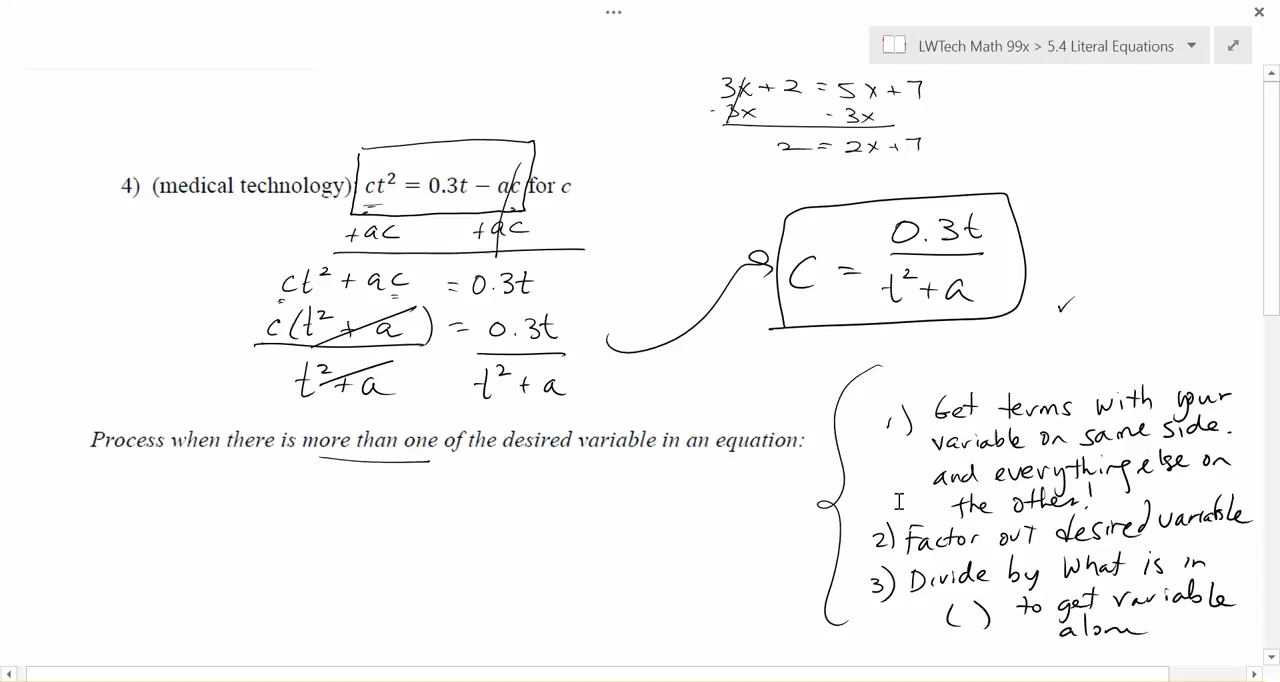 LWTech Math 99x > 5.4 Literal Equations
3x + 2 = 5x + 7
- 3x - 3x
2 = 2x + 7
4) (medical technology) ct² = 0.3t − ac for c
+ac +ac
ct² + ac = 0.3t
c(t² + a) = 0.3t
t² + a t² + a
C = 0.3t
t² + a
✓
Process when there is more than one of the desired variable in an equation:
1) Get terms with your
variable on same side.
and everything else on
the other!
2) Factor out desired variable
3) Divide by what is in
( ) to get variable
alone